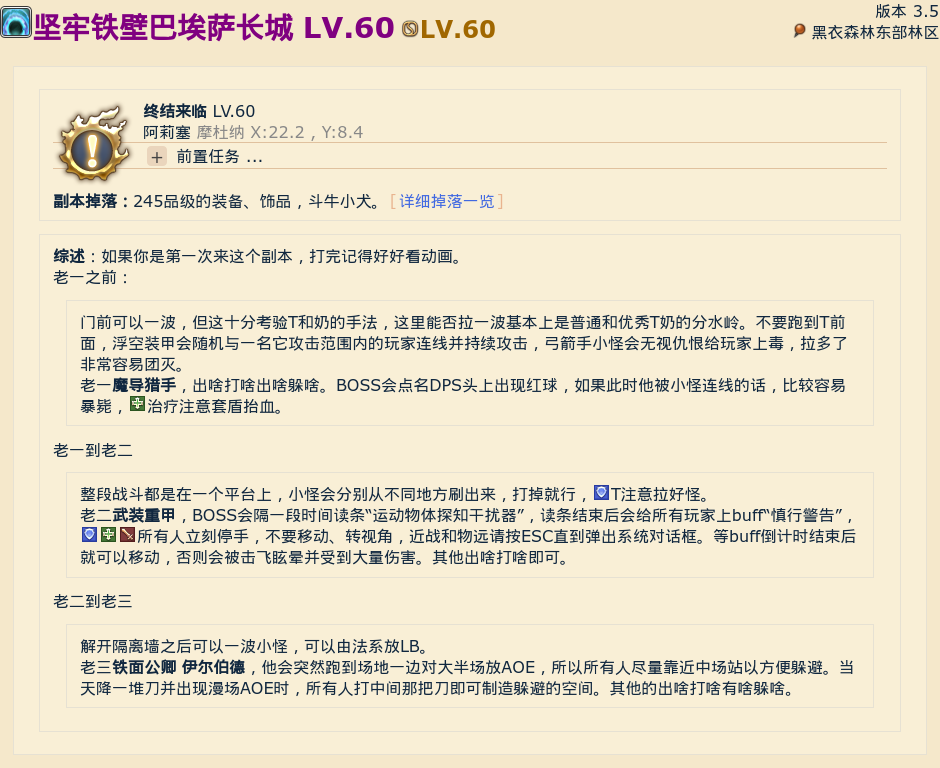 坚牢铁壁巴埃萨长城 LV.60 LV.60
版本 3.5
黑衣森林东部林区
终结来临 LV.60
阿莉塞 摩杜纳 X:22.2 , Y:8.4
+ 前置任务 ...
副本掉落：245品级的装备、饰品，斗牛小犬。 [详细掉落一览]
综述：如果你是第一次来这个副本，打完记得好好看动画。
老一之前：
门前可以一波，但这十分考验T和奶的手法，这里能否拉一波基本上是普通和优秀T奶的分水岭。不要跑到T前
面，浮空装甲会随机与一名它攻击范围内的玩家连线并持续攻击，弓箭手小怪会无视仇恨给玩家上毒，拉多了
非常容易团灭。
老一魔导猎手，出啥打啥出啥躲啥。BOSS会点名DPS头上出现红球，如果此时他被小怪连线的话，比较容易
暴毙，治疗注意套盾抬血。
老一到老二
整段战斗都是在一个平台上，小怪会分别从不同地方刷出来，打掉就行，T注意拉好怪。
老二武装重甲，BOSS会隔一段时间读条“运动物体探知干扰器”，读条结束后会给所有玩家上buff“慎行警告”，
所有人立刻停手，不要移动、转视角，近战和物远请按ESC直到弹出系统对话框。等buff倒计时结束后
就可以移动，否则会被击飞眩晕并受到大量伤害。其他出啥打啥即可。
老二到老三
解开隔离墙之后可以一波小怪，可以由法系放LB。
老三铁面公卿 伊尔伯德，他会突然跑到场地一边对大半场放AOE，所以所有人尽量靠近中场站以方便躲避。当
天降一堆刀并出现漫场AOE时，所有人打中间那把刀即可制造躲避的空间。其他的出啥打啥有啥躲啥。